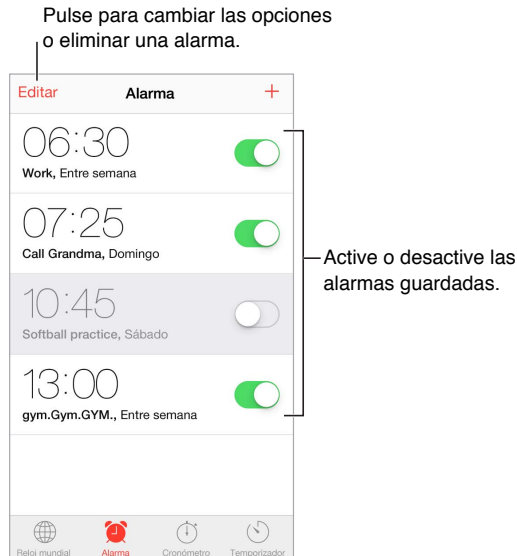 Pulse para cambiar las opciones
o eliminar una alarma.
Editar Alarma +
06:30
Work, Entre semana
07:25
Call Grandma, Domingo
Active o desactive las
alarmas guardadas.
10:45
Softball practice, Sábado
13:00
gym.Gym.GYM., Entre semana
Reloj mundial Alarma Cronómetro Temporizador